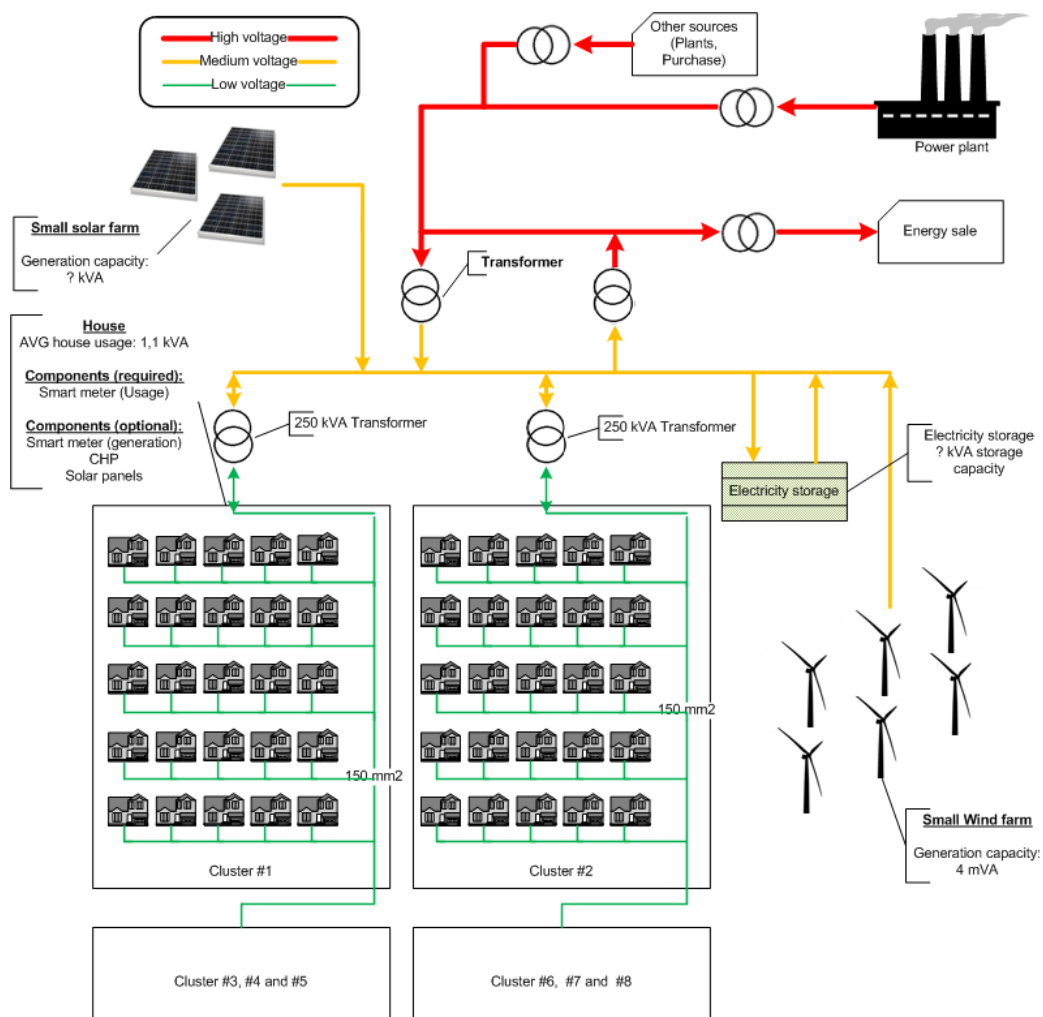 High voltage
Medium voltage
Low voltage
Other sources
(Plants,
Purchase)
Power plant
Small solar farm
Generation capacity:
? kVA
Energy sale
Transformer
House
AVG house usage: 1,1 kVA
Components (required):
Smart meter (Usage)
Components (optional):
Smart meter (generation)
CHP
Solar panels
250 kVA Transformer
250 kVA Transformer
Electricity storage
? kVA storage
capacity
Electricity storage
150 mm2
150 mm2
Small Wind farm
Generation capacity:
4 mVA
Cluster #1
Cluster #2
Cluster #3, #4 and #5
Cluster #6, #7 and #8